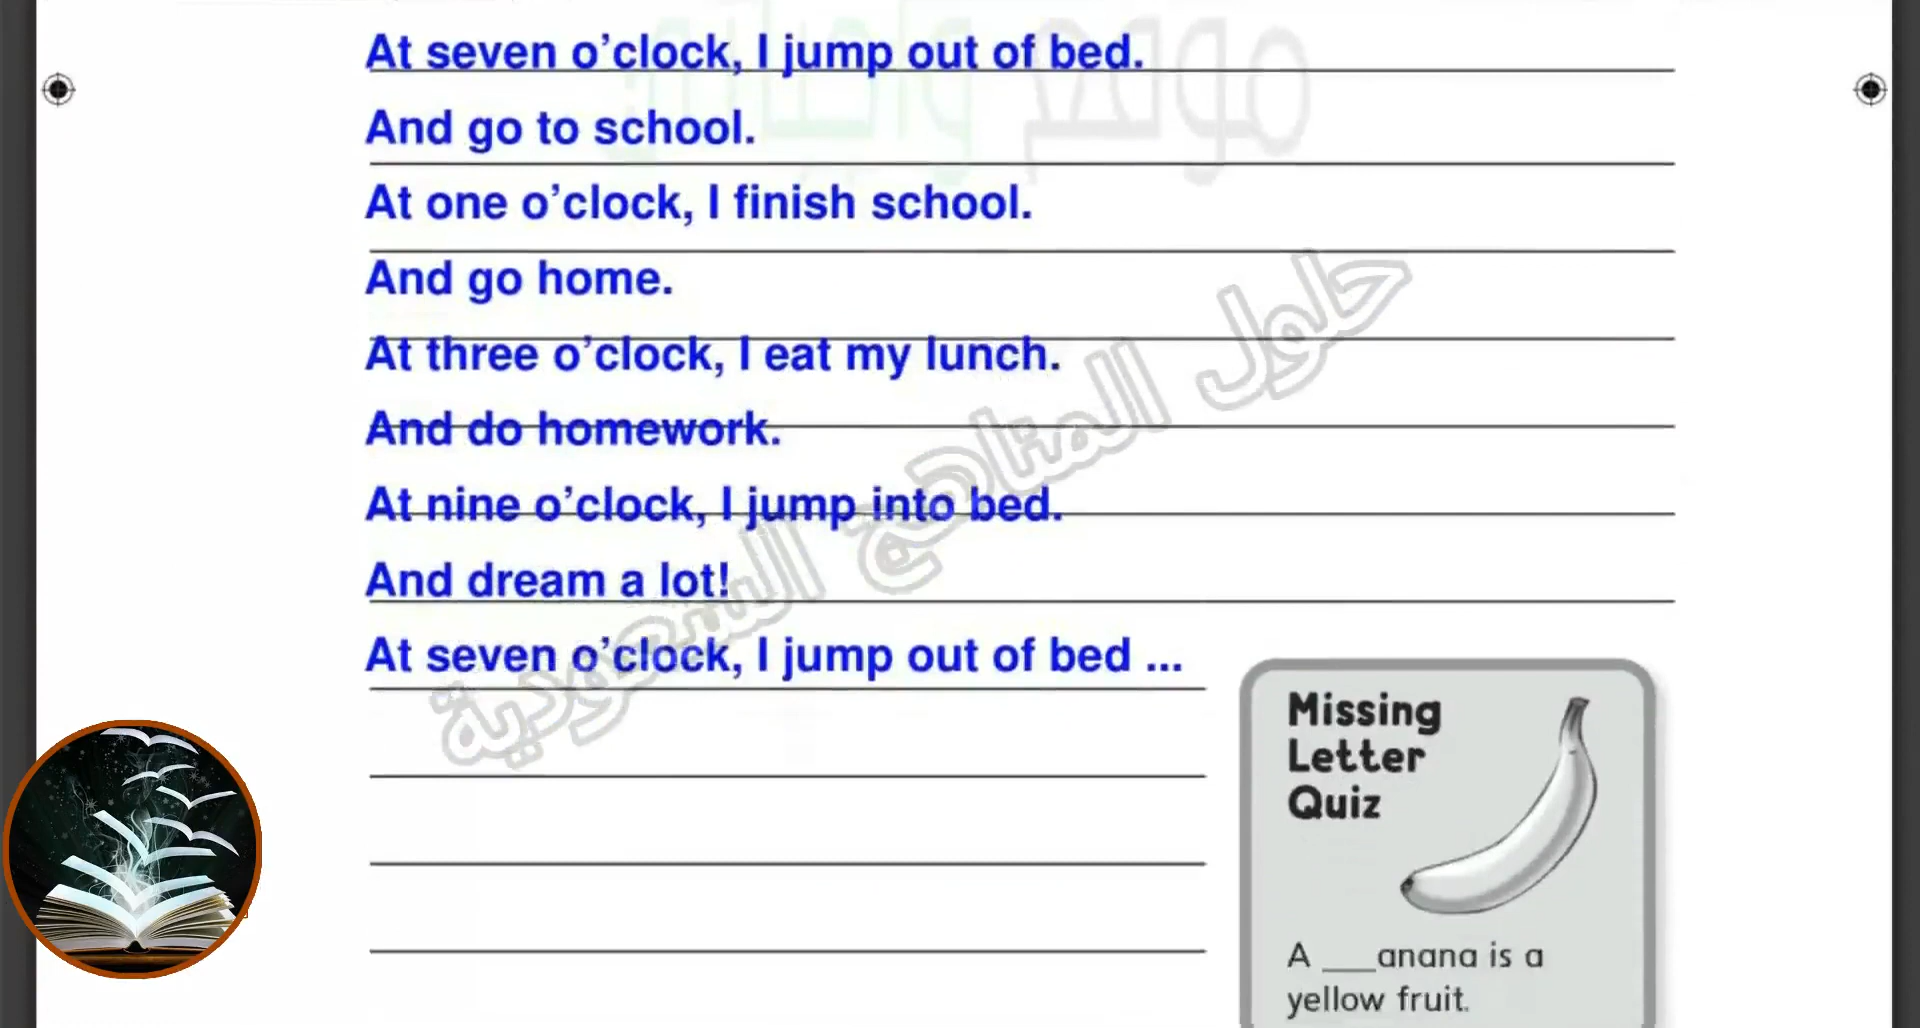 At seven o’clock, I jump out of bed.
And go to school.
At one o’clock, I finish school.
And go home.
At three o’clock, I eat my lunch.
And do homework.
At nine o’clock, I jump into bed.
And dream a lot!
At seven o’clock, I jump out of bed ...
حلول المناهج السعودية
Missing
Letter
Quiz
A ___anana is a
yellow fruit.